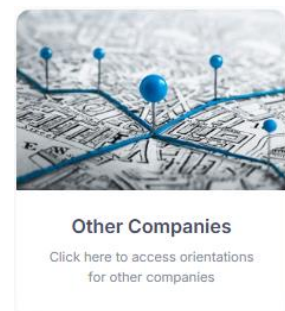 Other Companies
Click here to access orientations
for other companies